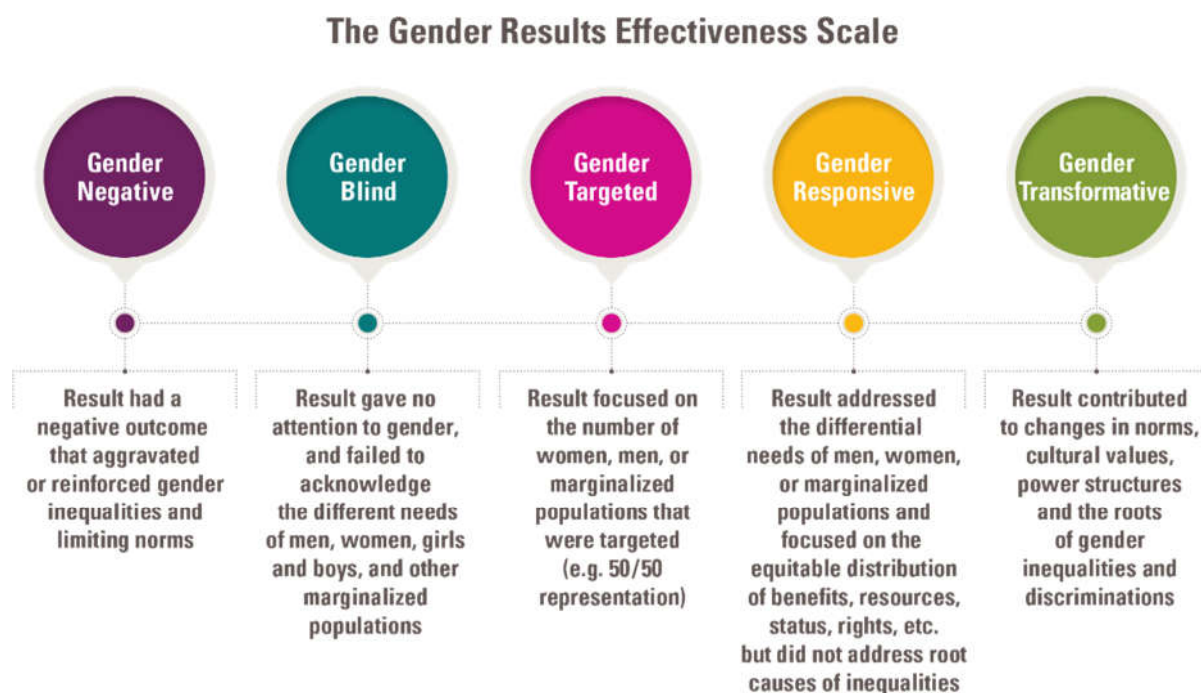 The Gender Results Effectiveness Scale
Gender
Negative
Gender
Blind
Gender
Targeted
Gender
Responsive
Gender
Transformative
Result had a
negative outcome
that aggravated
or reinforced gender
inequalities and
limiting norms
Result gave no
attention to gender,
and failed to
acknowledge
the different needs
of men, women, girls
and boys, and other
marginalized
populations
Result focused on
the number of
women, men, or
marginalized
populations that
were targeted
(e.g. 50/50
representation)
Result addressed
the differential
needs of men, women,
or marginalized
populations and
focused on the
equitable distribution
of benefits, resources,
status, rights, etc.
but did not address root
causes of inequalities
Result contributed
to changes in norms,
cultural values,
power structures
and the roots
of gender
inequalities and
discriminations